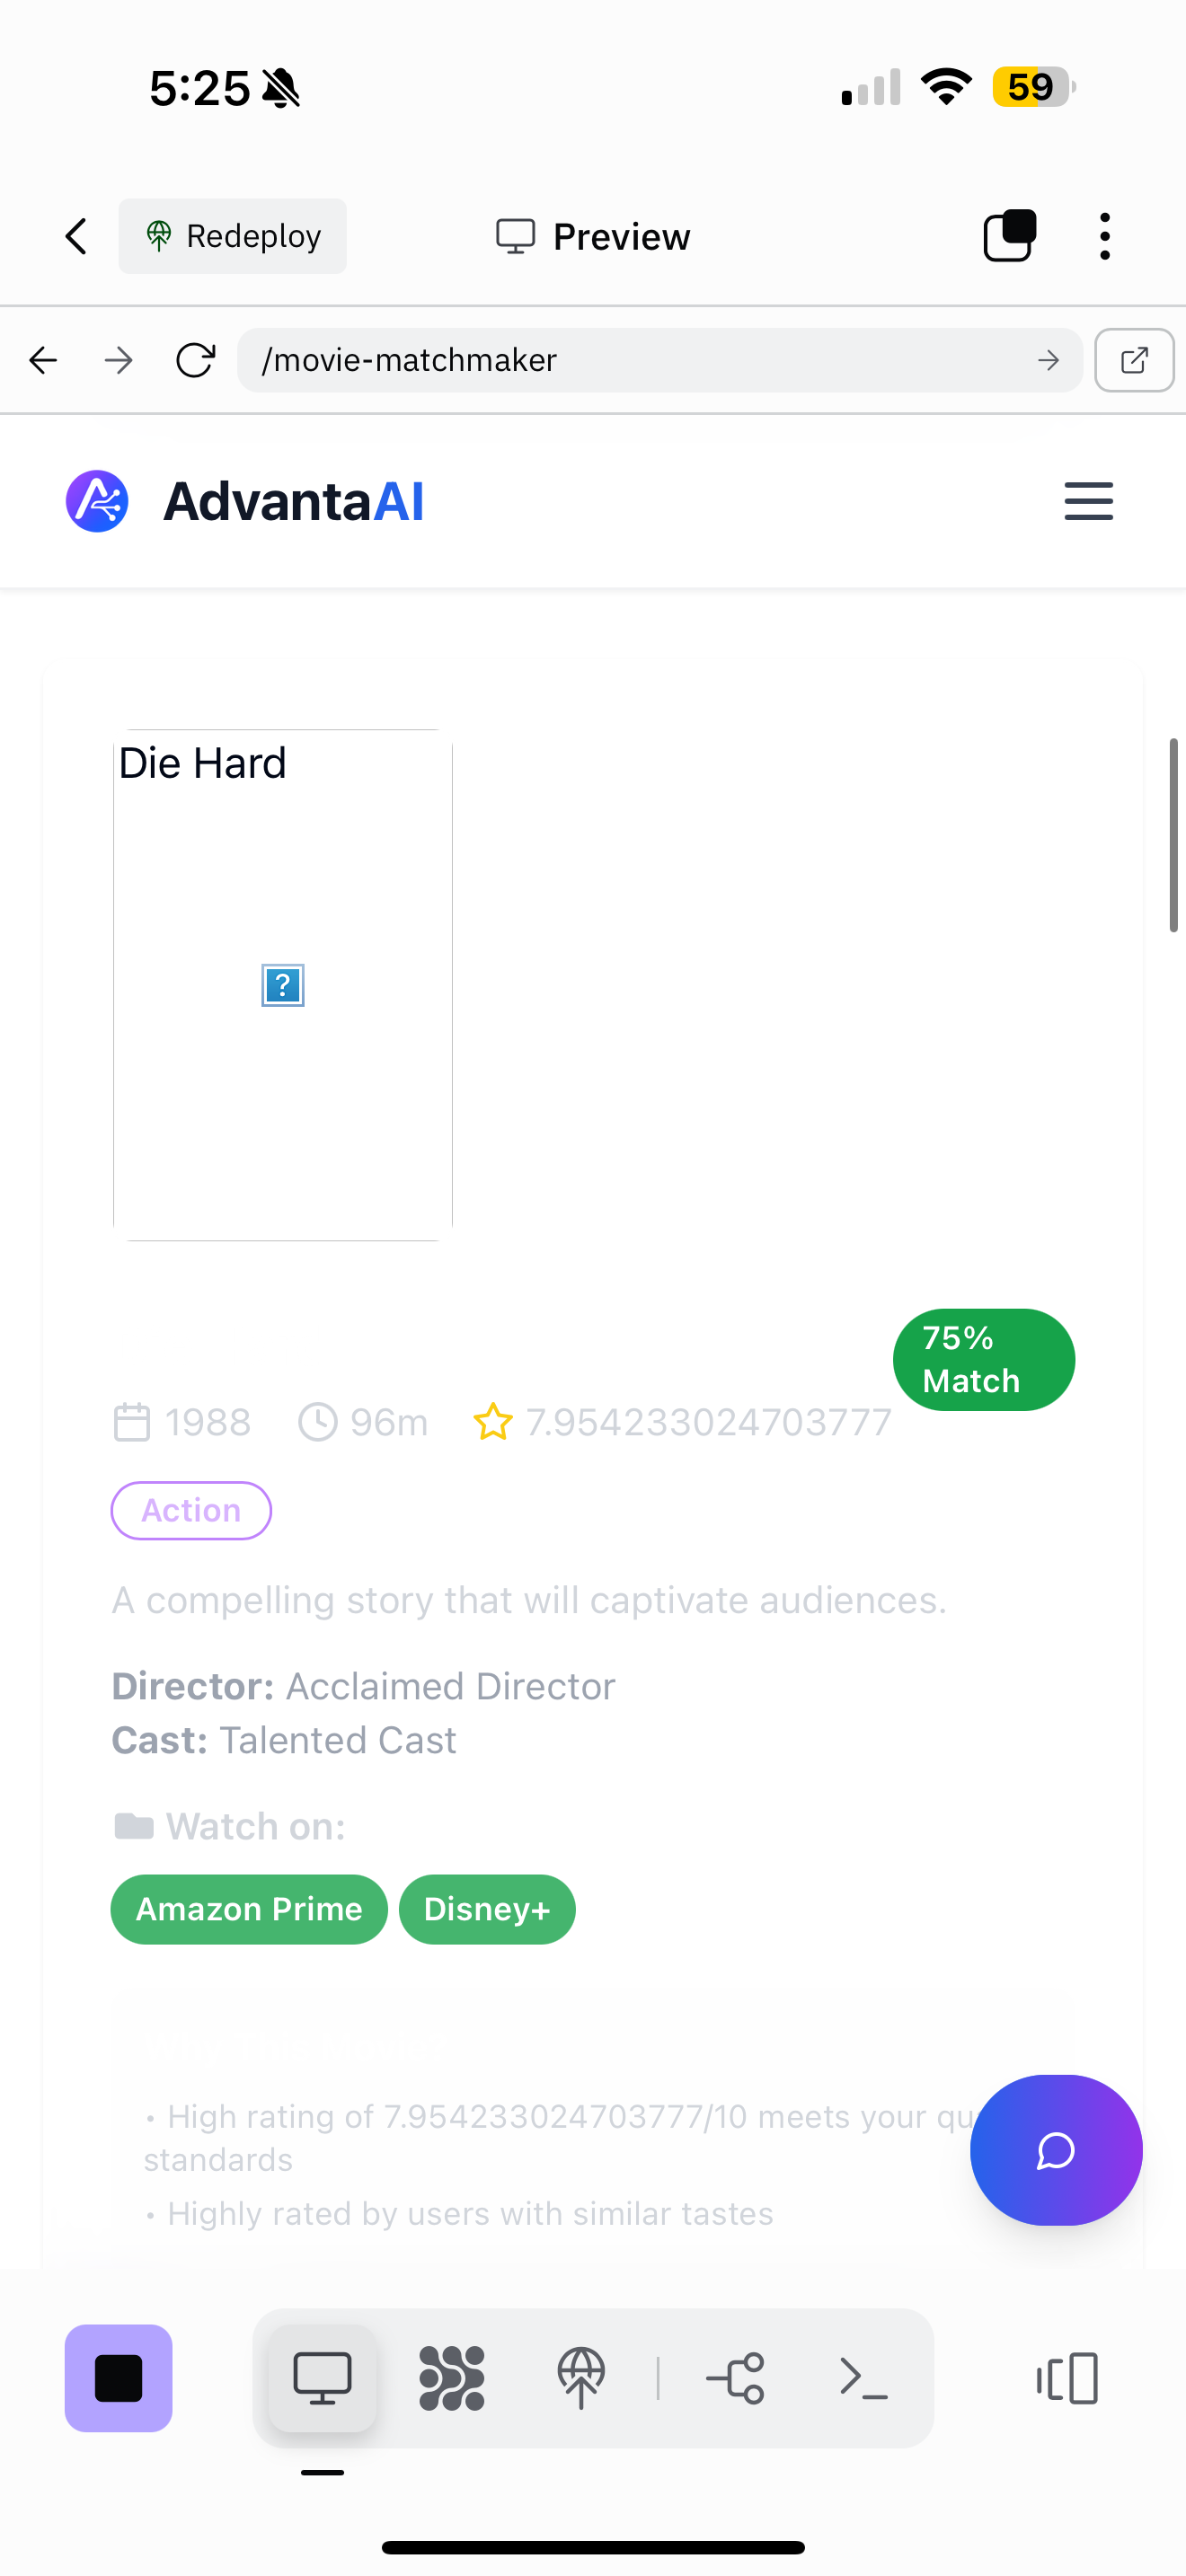 5:25
59
Redeploy
Preview
/movie-matchmaker
AdvantaAI
Die Hard
?
75%
Match
1988
96m
7.954233024703777
Action
A compelling story that will captivate audiences.
Director: Acclaimed Director
Cast: Talented Cast
Watch on:
Amazon Prime
Disney+
• High rating of 7.954233024703777/10 meets your qu
standards
• Highly rated by users with similar tastes